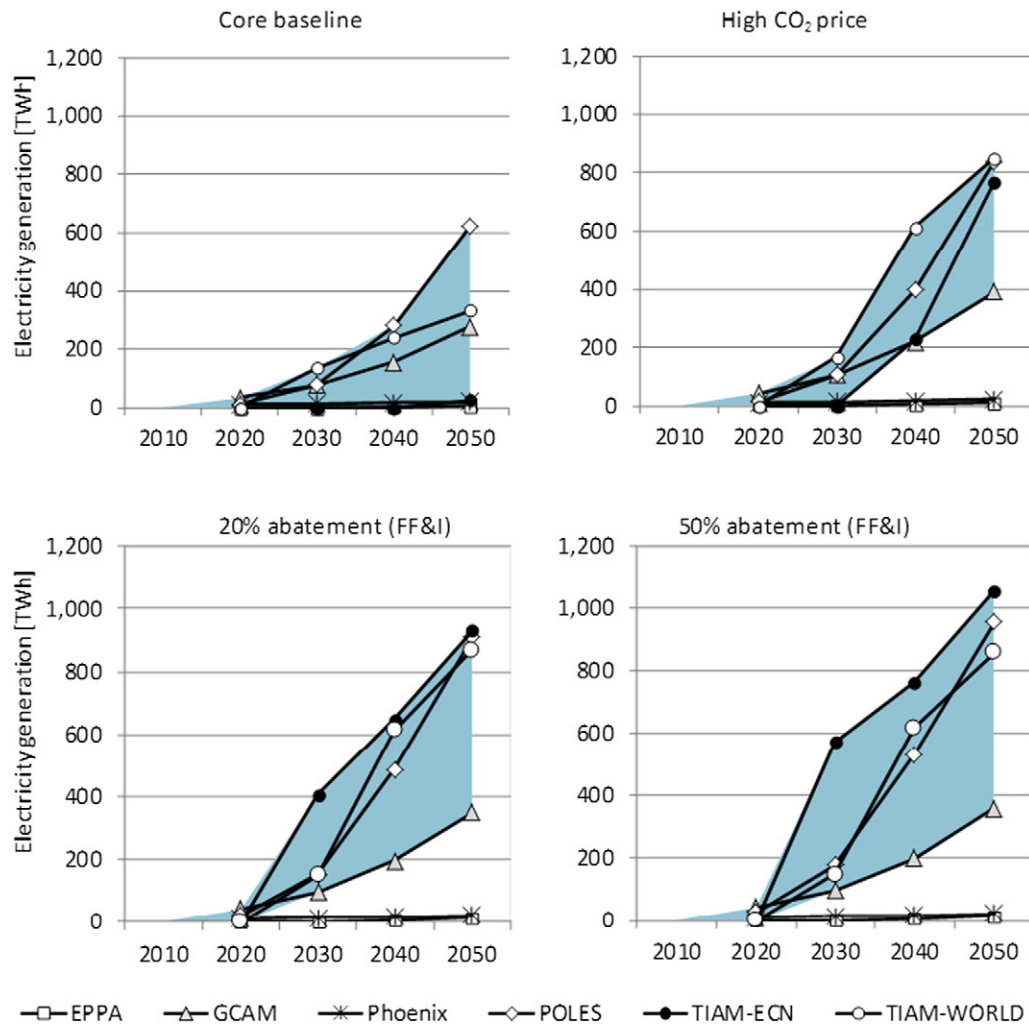 Core baseline
High CO₂ price
Electricity generation [TWh]
1,200
1,000
800
600
400
200
0
2010 2020 2030 2040 2050
1,200
1,000
800
600
400
200
0
2010 2020 2030 2040 2050
20% abatement (FF&I)
50% abatement (FF&I)
Electricity generation [TWh]
1,200
1,000
800
600
400
200
0
2010 2020 2030 2040 2050
1,200
1,000
800
600
400
200
0
2010 2020 2030 2040 2050
EPPA GCAM Phoenix POLES TIAM-ECN TIAM-WORLD